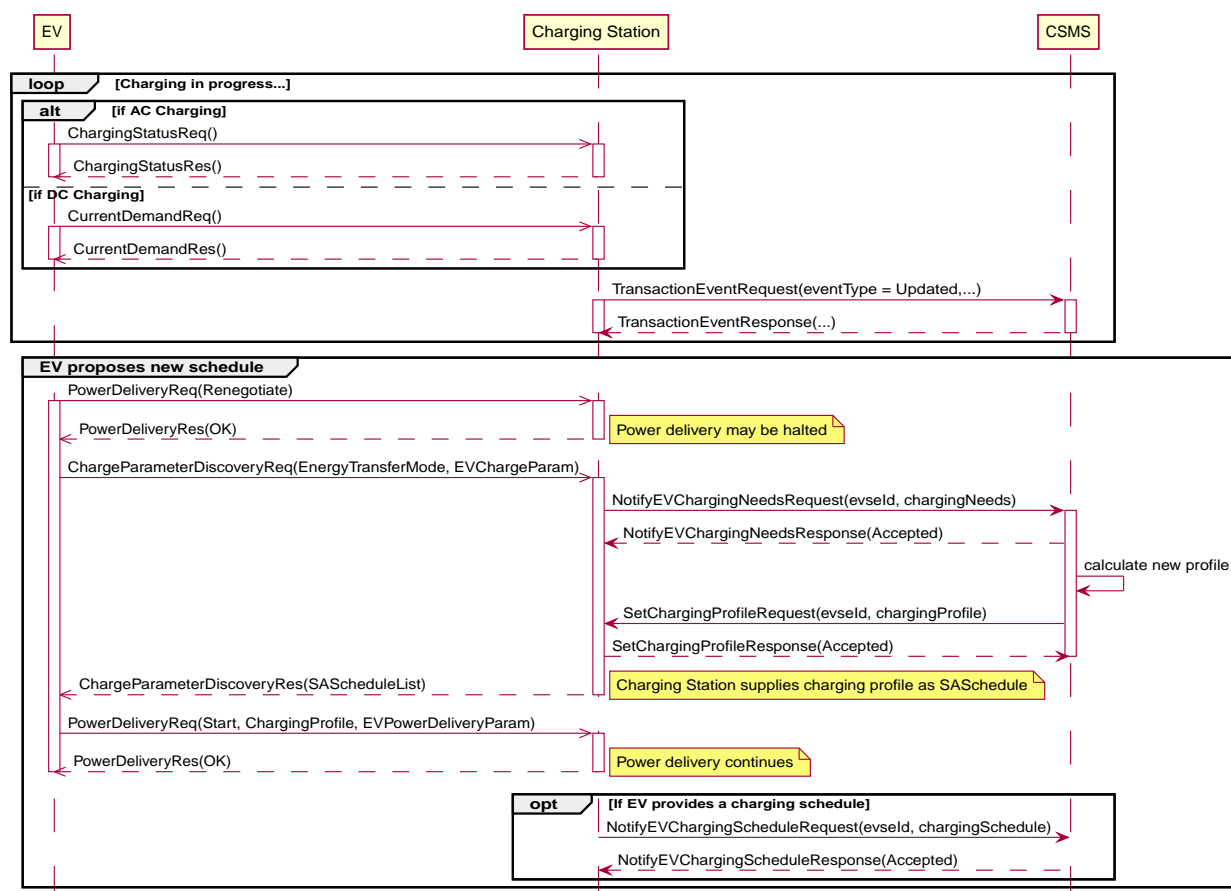 EV
Charging Station
CSMS
loop [Charging in progress...]
alt [if AC Charging]
ChargingStatusReq()
ChargingStatusRes()
[if DC Charging]
CurrentDemandReq()
CurrentDemandRes()
TransactionEventRequest(eventType = Updated,...)
TransactionEventResponse(...)
EV proposes new schedule
PowerDeliveryReq(Renegotiate)
PowerDeliveryRes(OK)
Power delivery may be halted
ChargeParameterDiscoveryReq(EnergyTransferMode, EVChargeParam)
NotifyEVChargingNeedsRequest(evseId, chargingNeeds)
NotifyEVChargingNeedsResponse(Accepted)
calculate new profile
SetChargingProfileRequest(evseId, chargingProfile)
SetChargingProfileResponse(Accepted)
ChargeParameterDiscoveryRes(SAScheduleList)
Charging Station supplies charging profile as SASchedule
PowerDeliveryReq(Start, ChargingProfile, EVPowerDeliveryParam)
PowerDeliveryRes(OK)
Power delivery continues
opt [If EV provides a charging schedule]
NotifyEVChargingScheduleRequest(evseId, chargingSchedule)
NotifyEVChargingScheduleResponse(Accepted)